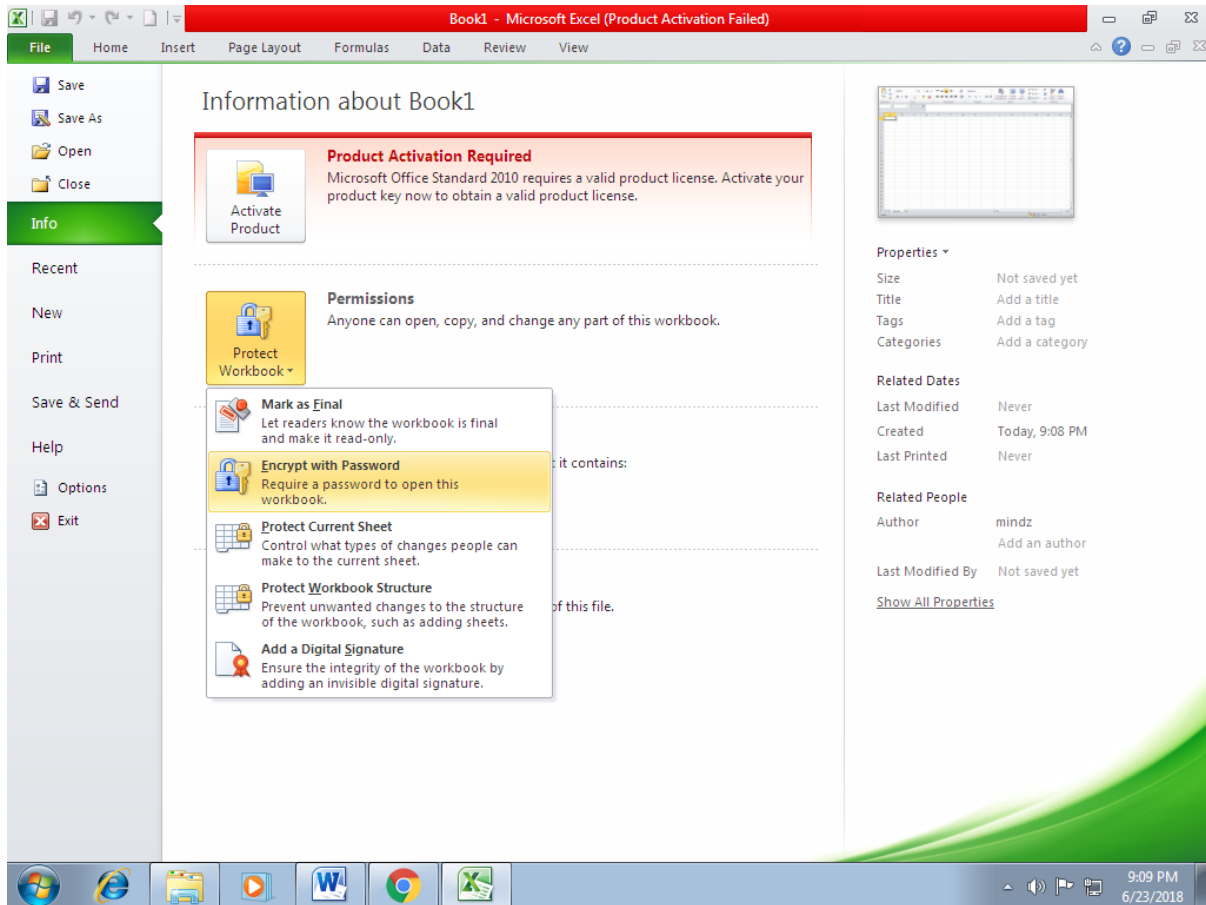 Book1 - Microsoft Excel (Product Activation Failed)
File Home Insert Page Layout Formulas Data Review View
Save
Save As
Open
Close
Info
Recent
New
Print
Save & Send
Help
Options
Exit
Information about Book1
Activate
Product
Product Activation Required
Microsoft Office Standard 2010 requires a valid product license. Activate your
product key now to obtain a valid product license.
Protect
Workbook
Permissions
Anyone can open, copy, and change any part of this workbook.
Mark as Final
Let readers know the workbook is final
and make it read-only.
Encrypt with Password
Require a password to open this
workbook.
Protect Current Sheet
Control what types of changes people can
make to the current sheet.
Protect Workbook Structure
Prevent unwanted changes to the structure
of the workbook, such as adding sheets.
Add a Digital Signature
Ensure the integrity of the workbook by
adding an invisible digital signature.
it contains:
of this file.
Properties
Size Not saved yet
Title Add a title
Tags Add a tag
Categories Add a category
Related Dates
Last Modified Never
Created Today, 9:08 PM
Last Printed Never
Related People
Author mindz
Add an author
Last Modified By Not saved yet
Show All Properties
9:09 PM
6/23/2018